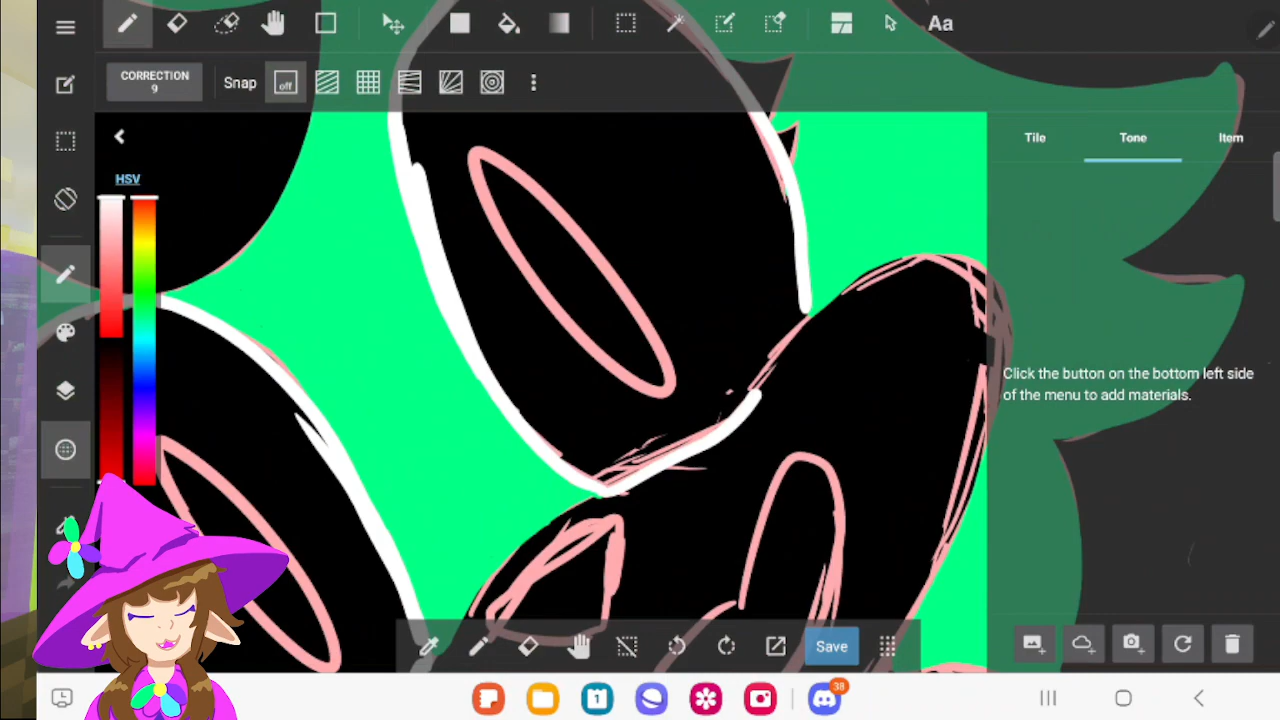 Aa
CORRECTION
9
Snap
off
Tile
Tone
Item
HSV
Click the button on the bottom left side
of the menu to add materials.
Save
1
38